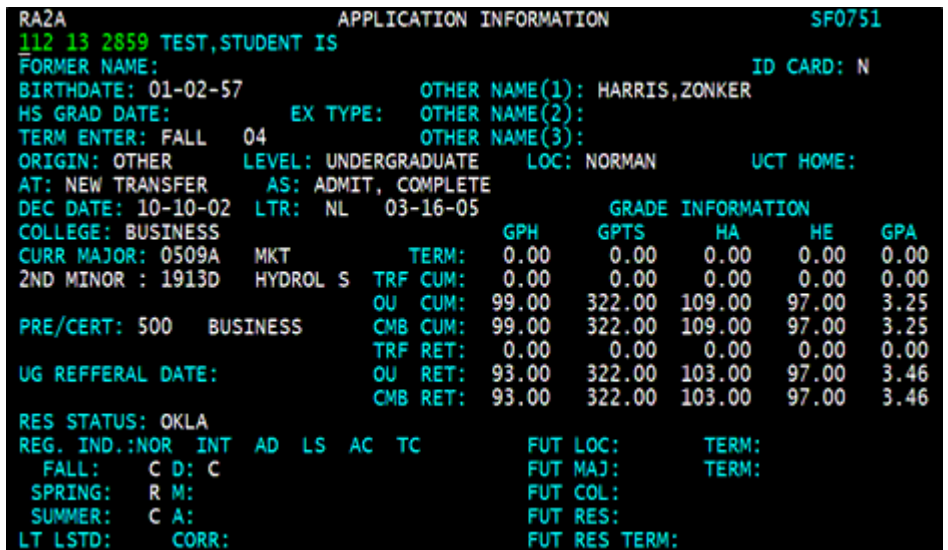 RA2A APPLICATION INFORMATION SF0751
112 13 2859 TEST,STUDENT IS
FORMER NAME: ID CARD: N
BIRTHDATE: 01-02-57 OTHER NAME(1): HARRIS,ZONKER
HS GRAD DATE: EX TYPE: OTHER NAME(2):
TERM ENTER: FALL 04 OTHER NAME(3):
ORIGIN: OTHER LEVEL: UNDERGRADUATE LOC: NORMAN UCT HOME:
AT: NEW TRANSFER AS: ADMIT, COMPLETE
DEC DATE: 10-10-02 LTR: NL 03-16-05 GRADE INFORMATION
COLLEGE: BUSINESS GPH GPTS HA HE GPA
CURR MAJOR: 0509A MKT TERM: 0.00 0.00 0.00 0.00 0.00
2ND MINOR : 1913D HYDROL S TRF CUM: 0.00 0.00 0.00 0.00 0.00
OU CUM: 99.00 322.00 109.00 97.00 3.25
PRE/CERT: 500 BUSINESS CMB CUM: 99.00 322.00 109.00 97.00 3.25
TRF RET: 0.00 0.00 0.00 0.00 0.00
UG REFFERAL DATE: OU RET: 93.00 322.00 103.00 97.00 3.46
CMB RET: 93.00 322.00 103.00 97.00 3.46
RES STATUS: OKLA
REG. IND.:NOR INT AD LS AC TC FUT LOC: TERM:
FALL: C D: C FUT MAJ: TERM:
SPRING: R M: FUT COL:
SUMMER: C A: FUT RES:
LT LSTD: CORR: FUT RES TERM: